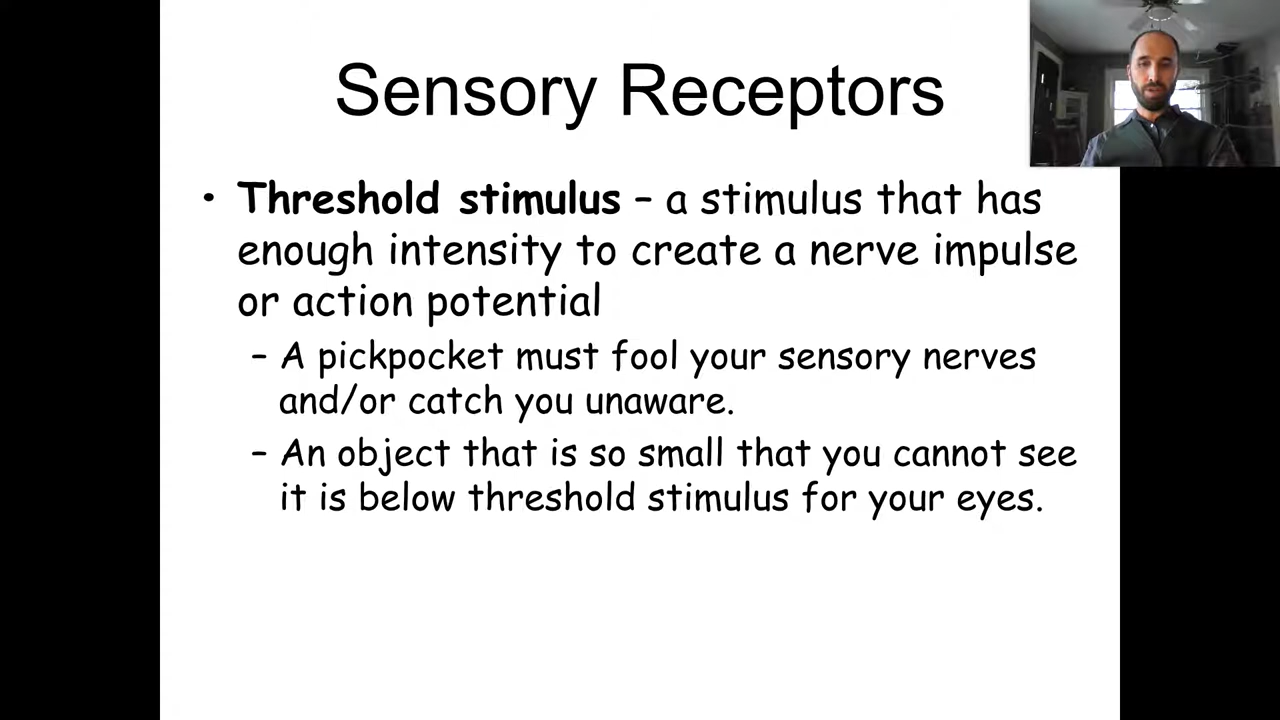 Sensory Receptors
• Threshold stimulus – a stimulus that has
enough intensity to create a nerve impulse
or action potential
– A pickpocket must fool your sensory nerves
and/or catch you unaware.
– An object that is so small that you cannot see
it is below threshold stimulus for your eyes.